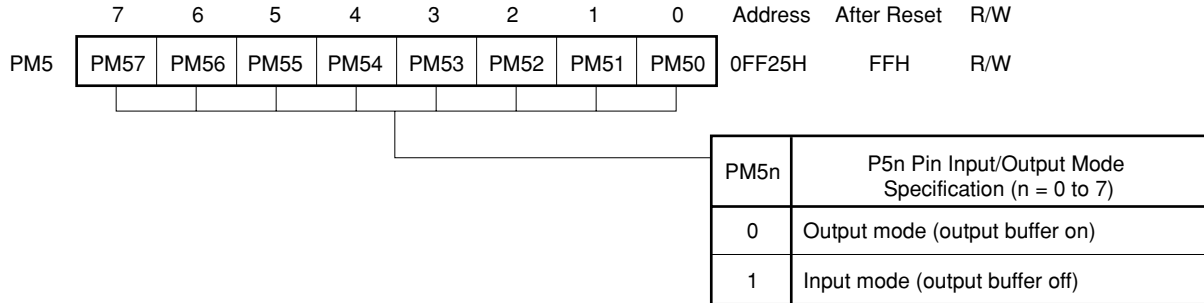 7 6 5 4 3 2 1 0 Address After Reset R/W
PM5 PM57 PM56 PM55 PM54 PM53 PM52 PM51 PM50 0FF25H FFH R/W
PM5n P5n Pin Input/Output Mode
Specification (n = 0 to 7)
0 Output mode (output buffer on)
1 Input mode (output buffer off)